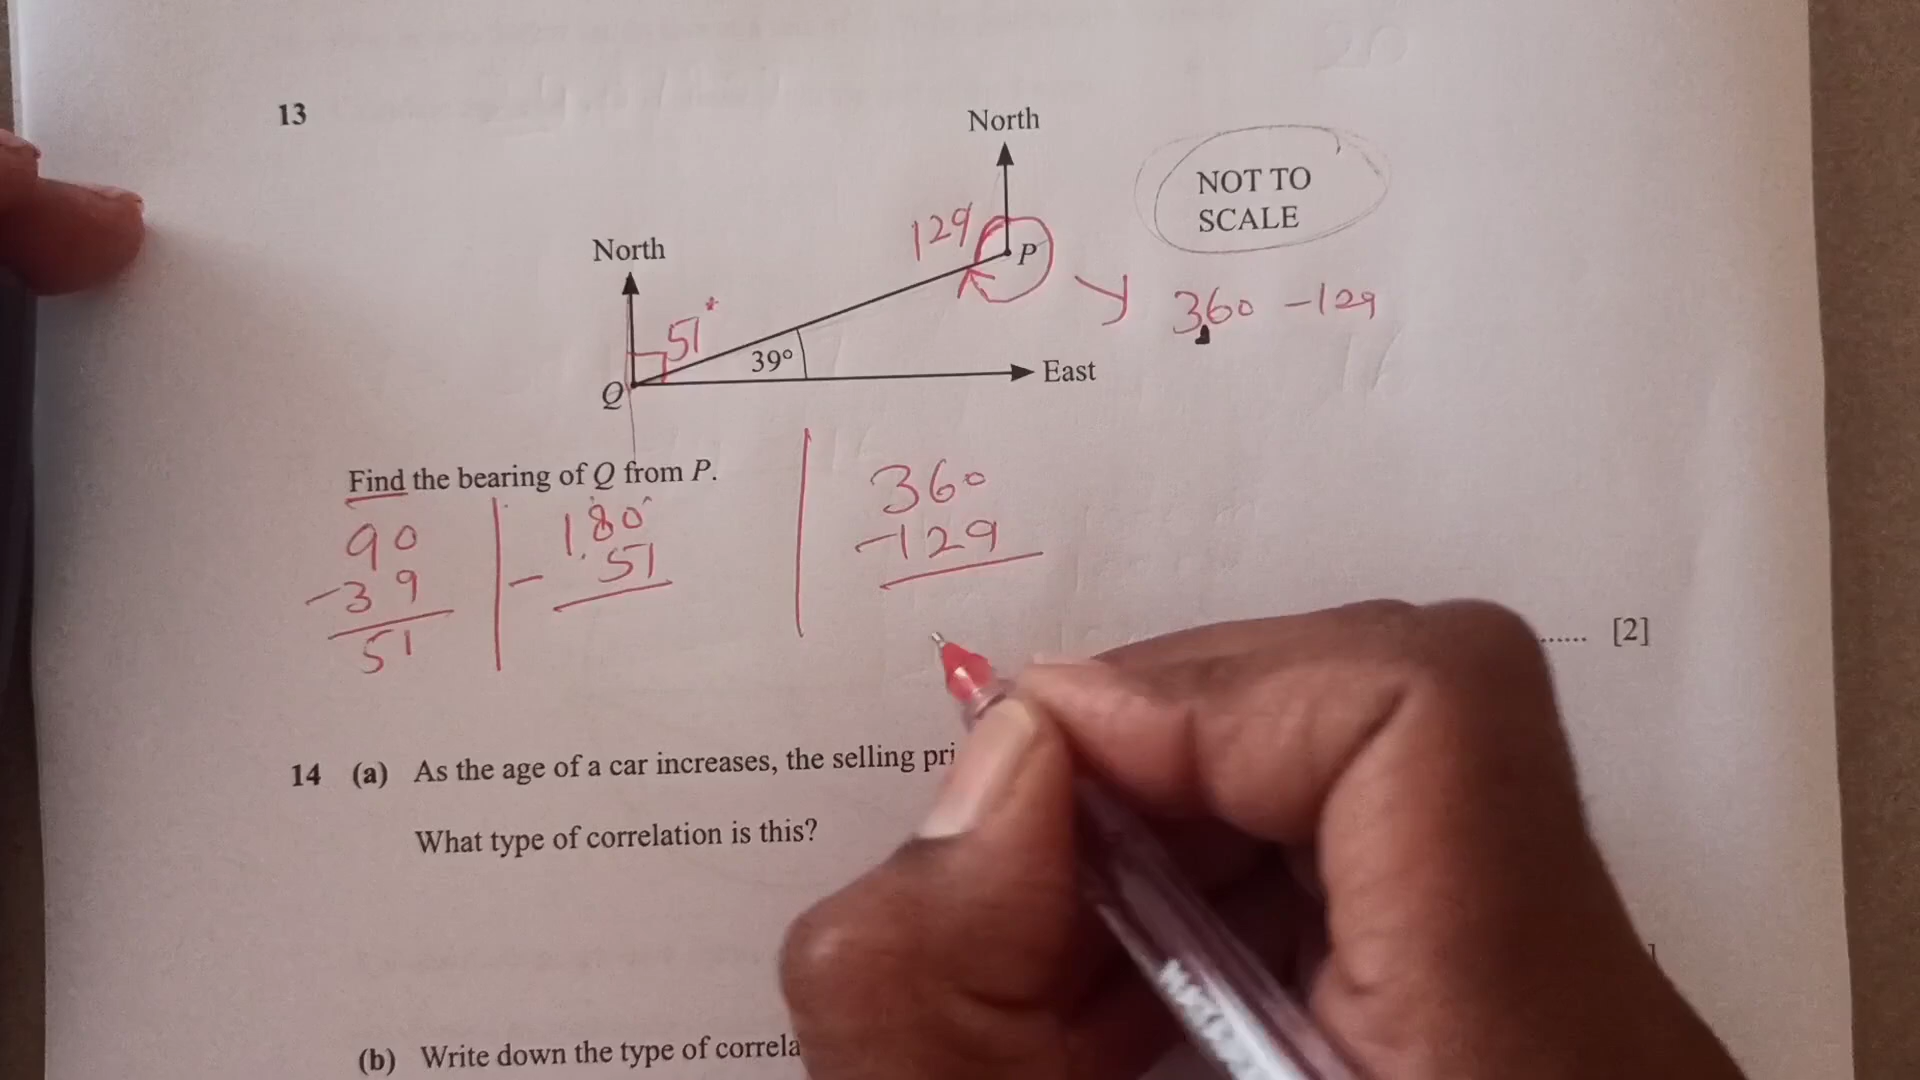 13
North
NOT TO
SCALE
129
P
North
360 -129
51
39°
East
Q
Find the bearing of Q from P.
90
-39
51
180
- 51
360
-129
...... [2]
14 (a) As the age of a car increases, the selling pri
What type of correlation is this?
]
(b) Write down the type of correla